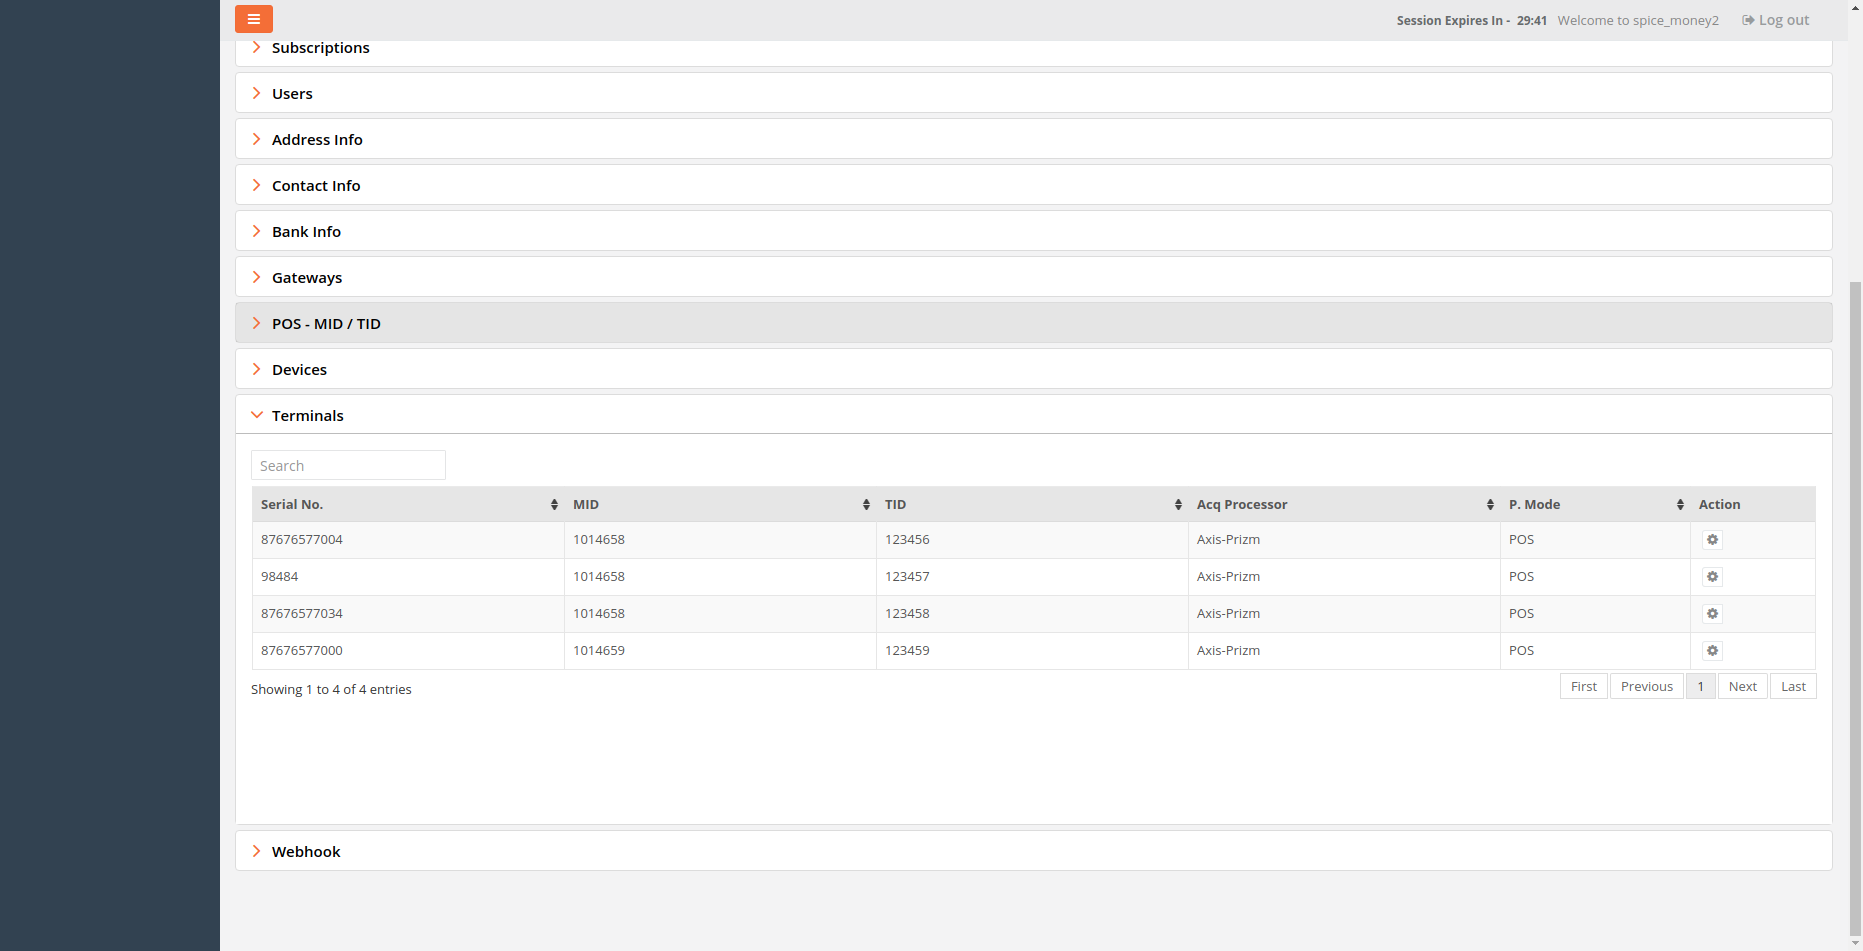 Session Expires In - 29:41 Welcome to spice_money2 Log out
Subscriptions
Users
Address Info
Contact Info
Bank Info
Gateways
POS - MID / TID
Devices
Terminals
Search
Serial No. MID TID Acq Processor P. Mode Action
87676577004 1014658 123456 Axis-Prizm POS
98484 1014658 123457 Axis-Prizm POS
87676577034 1014658 123458 Axis-Prizm POS
87676577000 1014659 123459 Axis-Prizm POS
Showing 1 to 4 of 4 entries First Previous 1 Next Last
Webhook